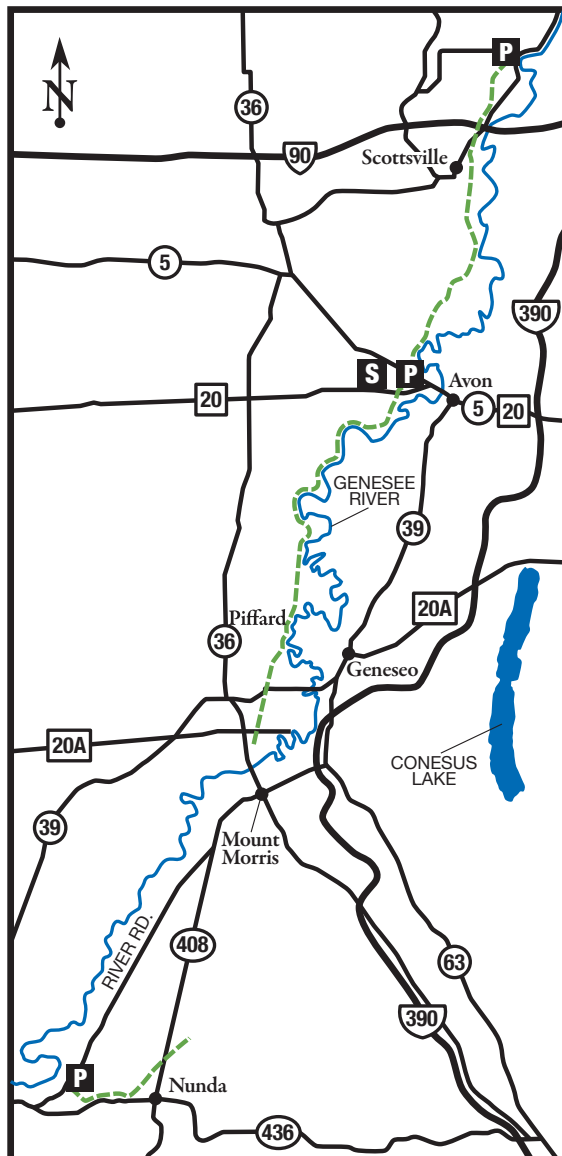 P
N
36
90
Scottsville
5
390
S
P
Avon
20
5
20
GENESEE
RIVER
39
Piffard
20A
36
Geneseo
20A
CONESUS
LAKE
39
Mount
Morris
RIVER RD.
408
63
390
P
Nunda
436